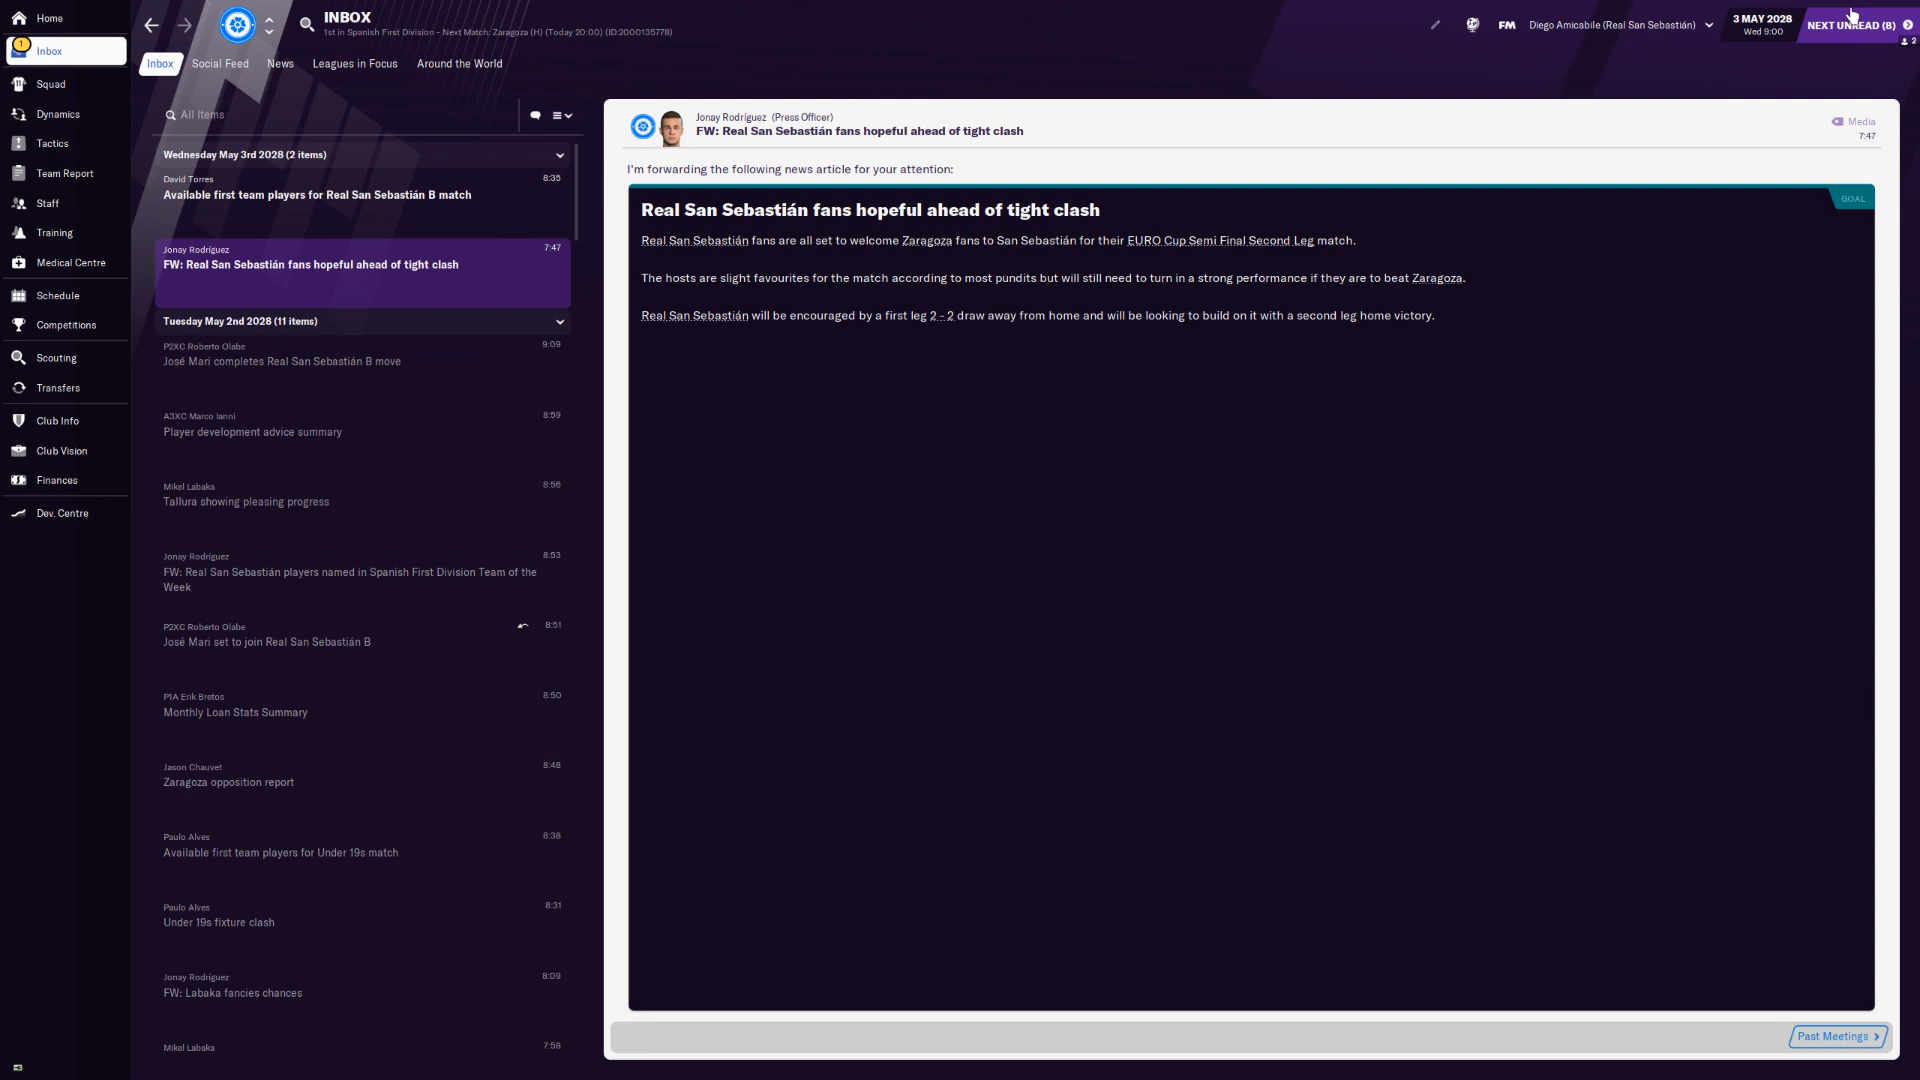 Home
1
Inbox
Squad
Dynamics
Tactics
Team Report
Staff
Training
Medical Centre
Schedule
Competitions
Scouting
Transfers
Club Info
Club Vision
Finances
Dev. Centre
INBOX
1st in Spanish First Division - Next Match: Zaragoza (H) (Today 20:00) (ID:2000135778)
FM
Diego Amicabile (Real San Sebastián)
3 MAY 2028
Wed 9:00
NEXT UNREAD (8)
2
Inbox
Social Feed
News
Leagues in Focus
Around the World
All Items
Wednesday May 3rd 2028 (2 items)
David Torres
8:35
Available first team players for Real San Sebastián B match
Jonay Rodríguez
7:47
FW: Real San Sebastián fans hopeful ahead of tight clash
Tuesday May 2nd 2028 (11 items)
P2XC Roberto Olabe
9:09
José Mari completes Real San Sebastián B move
A3XC Marco Ianni
8:59
Player development advice summary
Mikel Labaka
8:56
Tallura showing pleasing progress
Jonay Rodríguez
8:53
FW: Real San Sebastián players named in Spanish First Division Team of the
Week
P2XC Roberto Olabe
8:51
José Mari set to join Real San Sebastián B
P1A Erik Bretos
8:50
Monthly Loan Stats Summary
Jason Chauvet
8:48
Zaragoza opposition report
Paulo Alves
8:38
Available first team players for Under 19s match
Paulo Alves
8:31
Under 19s fixture clash
Jonay Rodríguez
8:09
FW: Labaka fancies chances
Mikel Labaka
7:58
Jonay Rodríguez (Press Officer)
FW: Real San Sebastián fans hopeful ahead of tight clash
Media
7:47
I'm forwarding the following news article for your attention:
GOAL
Real San Sebastián fans hopeful ahead of tight clash
Real San Sebastián fans are all set to welcome Zaragoza fans to San Sebastián for their EURO Cup Semi Final Second Leg match.
The hosts are slight favourites for the match according to most pundits but will still need to turn in a strong performance if they are to beat Zaragoza.
Real San Sebastián will be encouraged by a first leg 2 - 2 draw away from home and will be looking to build on it with a second leg home victory.
Past Meetings